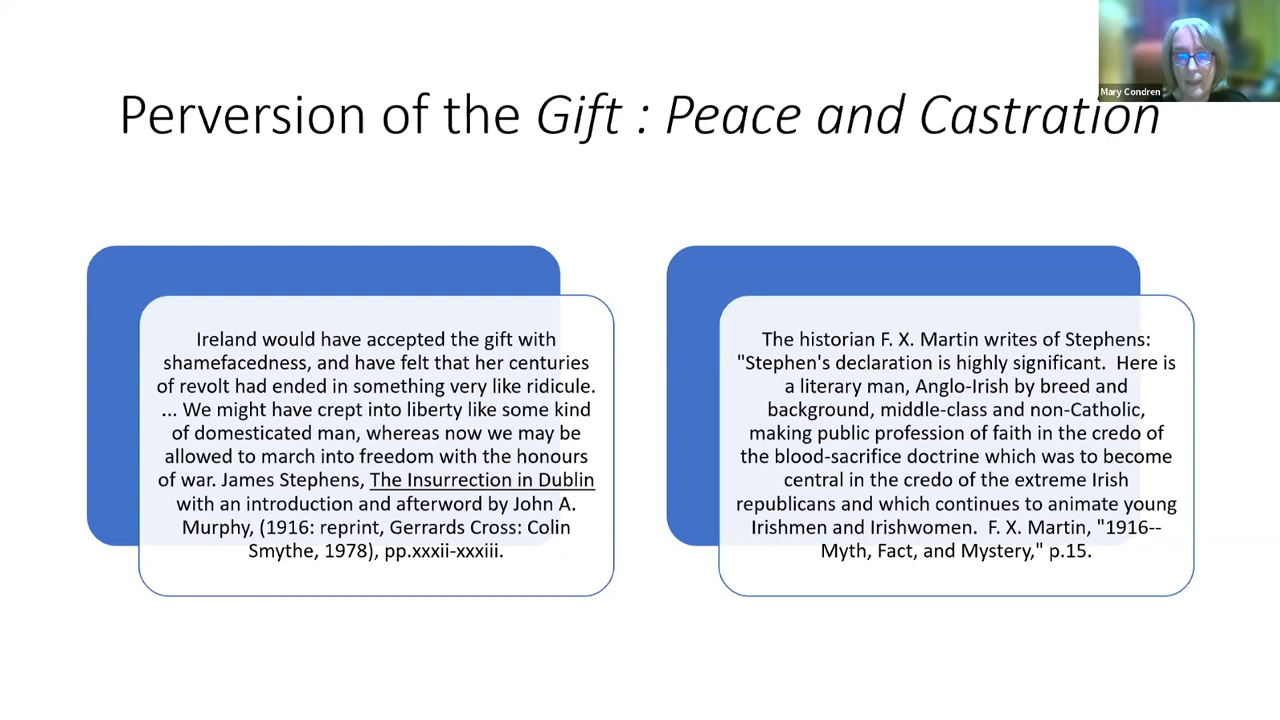 Mary Condren
Perversion of the Gift : Peace and Castration
Ireland would have accepted the gift with
shamefacedness, and have felt that her centuries
of revolt had ended in something very like ridicule.
... We might have crept into liberty like some kind
of domesticated man, whereas now we may be
allowed to march into freedom with the honours
of war. James Stephens, The Insurrection in Dublin
with an introduction and afterword by John A.
Murphy, (1916: reprint, Gerrards Cross: Colin
Smythe, 1978), pp.xxxii-xxxiii.
The historian F. X. Martin writes of Stephens:
"Stephen's declaration is highly significant.  Here is
a literary man, Anglo-Irish by breed and
background, middle-class and non-Catholic,
making public profession of faith in the credo of
the blood-sacrifice doctrine which was to become
central in the credo of the extreme Irish
republicans and which continues to animate young
Irishmen and Irishwomen.  F. X. Martin, "1916--
Myth, Fact, and Mystery," p.15.